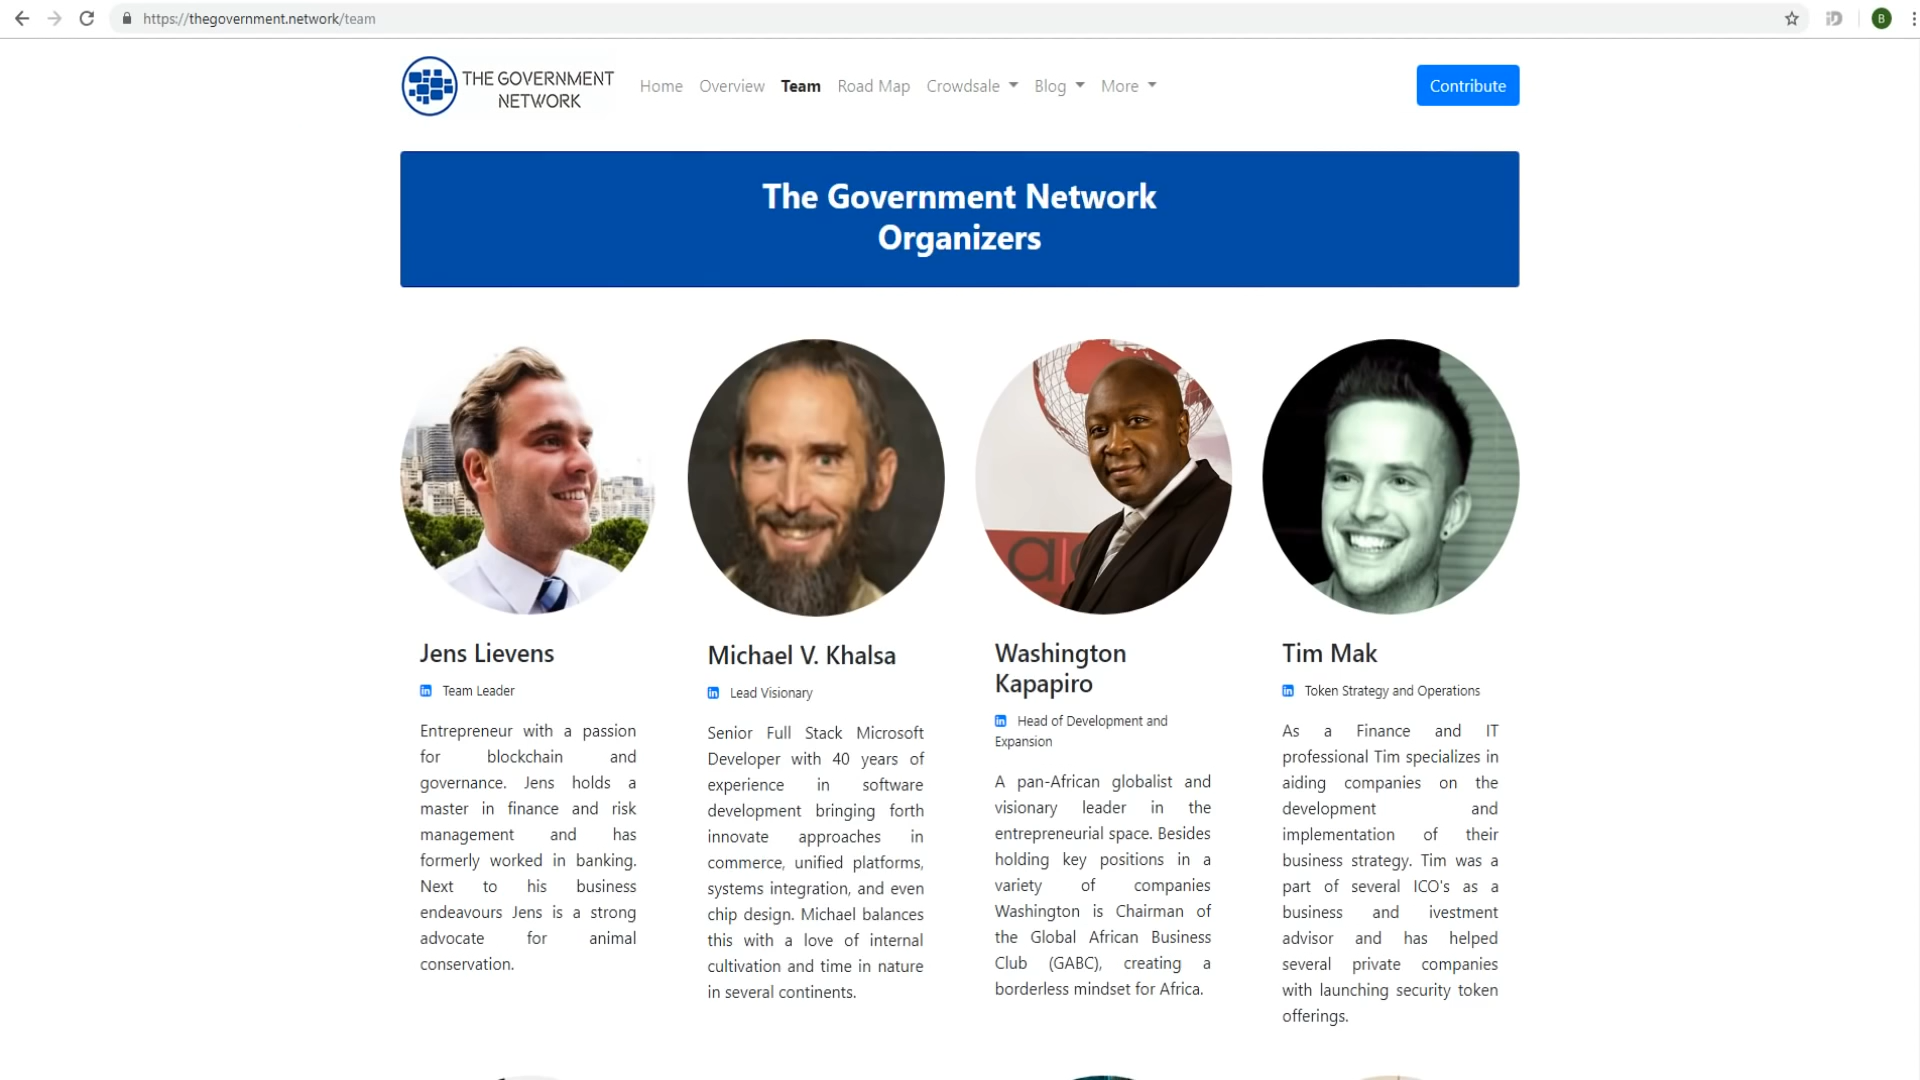 https://thegovernment.network/team
B
THE GOVERNMENT
NETWORK
Home Overview Team Road Map Crowdsale Blog More
Contribute
The Government Network
Organizers
Jens Lievens
Team Leader
Entrepreneur with a passion
for blockchain and
governance. Jens holds a
master in finance and risk
management and has
formerly worked in banking.
Next to his business
endeavours Jens is a strong
advocate for animal
conservation.
Michael V. Khalsa
Lead Visionary
Senior Full Stack Microsoft
Developer with 40 years of
experience in software
development bringing forth
innovate approaches in
commerce, unified platforms,
systems integration, and even
chip design. Michael balances
this with a love of internal
cultivation and time in nature
in several continents.
Washington
Kapapiro
Head of Development and
Expansion
A pan-African globalist and
visionary leader in the
entrepreneurial space. Besides
holding key positions in a
variety of companies
Washington is Chairman of
the Global African Business
Club (GABC), creating a
borderless mindset for Africa.
Tim Mak
Token Strategy and Operations
As a Finance and IT
professional Tim specializes in
aiding companies on the
development and
implementation of their
business strategy. Tim was a
part of several ICO's as a
business and ivestment
advisor and has helped
several private companies
with launching security token
offerings.